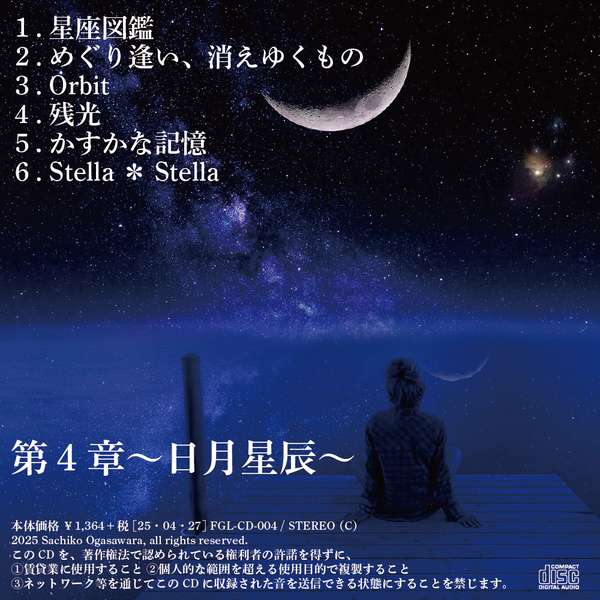 1．星座図鑑
2．めぐり逢い、消えゆくもの
3．Orbit
4．残光
5．かすかな記憶
6．Stella ＊ Stella
第4章〜日月星辰〜
本体価格 ￥1,364＋税 [25・04・27] FGL-CD-004 / STEREO (C)
2025 Sachiko Ogasawara, all rights reserved.
このCDを、著作権法で認められている権利者の許諾を得ずに、
①賃貸業に使用すること ②個人的な範囲を超える使用目的で複製すること
③ネットワーク等を通じてこのCDに収録された音を送信できる状態にすることを禁じます。
COMPACT
disc
DIGITAL AUDIO